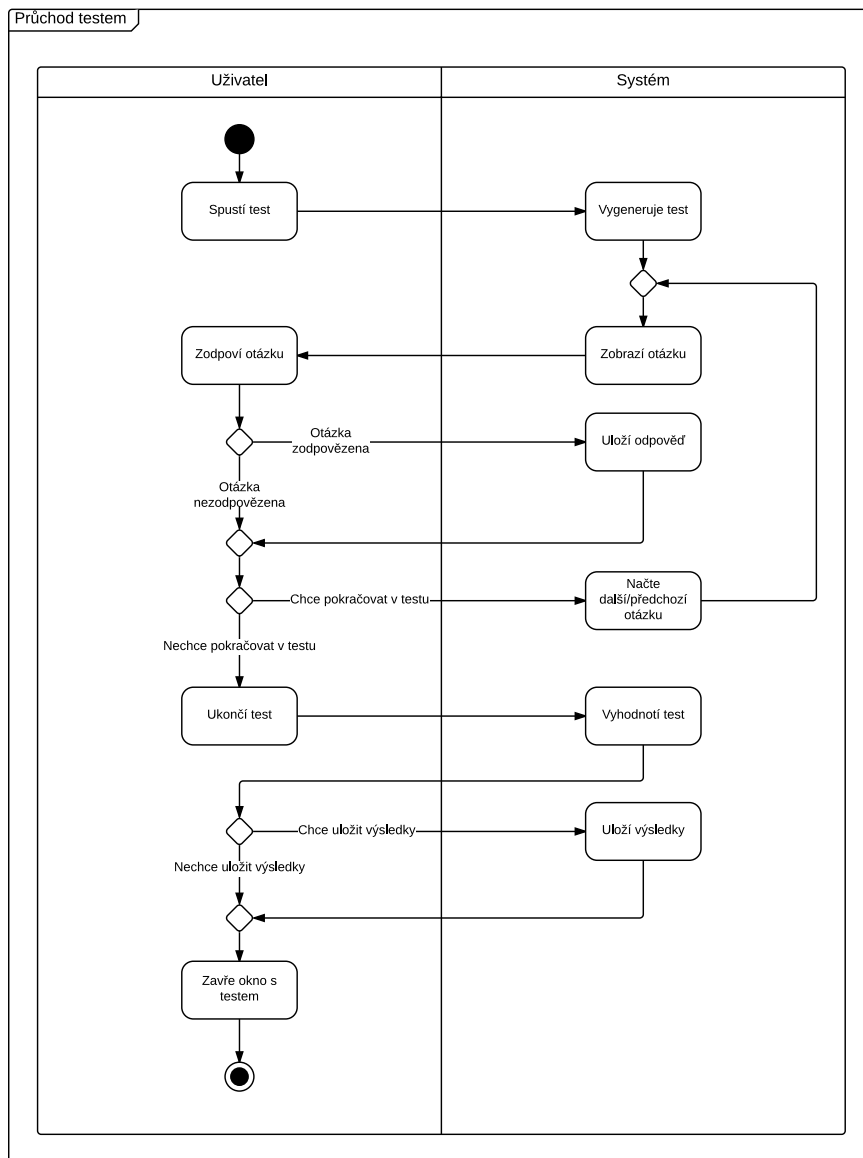 Průchod testem
Uživatel
Systém
Spustí test
Vygeneruje test
Zodpoví otázku
Zobrazí otázku
Otázka
zodpovězena
Uloží odpověď
Otázka
nezodpovězena
Chce pokračovat v testu
Načte
další/předchozí
otázku
Nechce pokračovat v testu
Ukončí test
Vyhodnotí test
Chce uložit výsledky
Uloží výsledky
Nechce uložit výsledky
Zavře okno s
testem